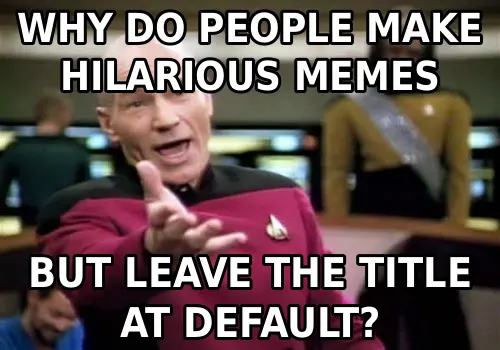 WHY DO PEOPLE MAKE
HILARIOUS MEMES
BUT LEAVE THE TITLE
AT DEFAULT?